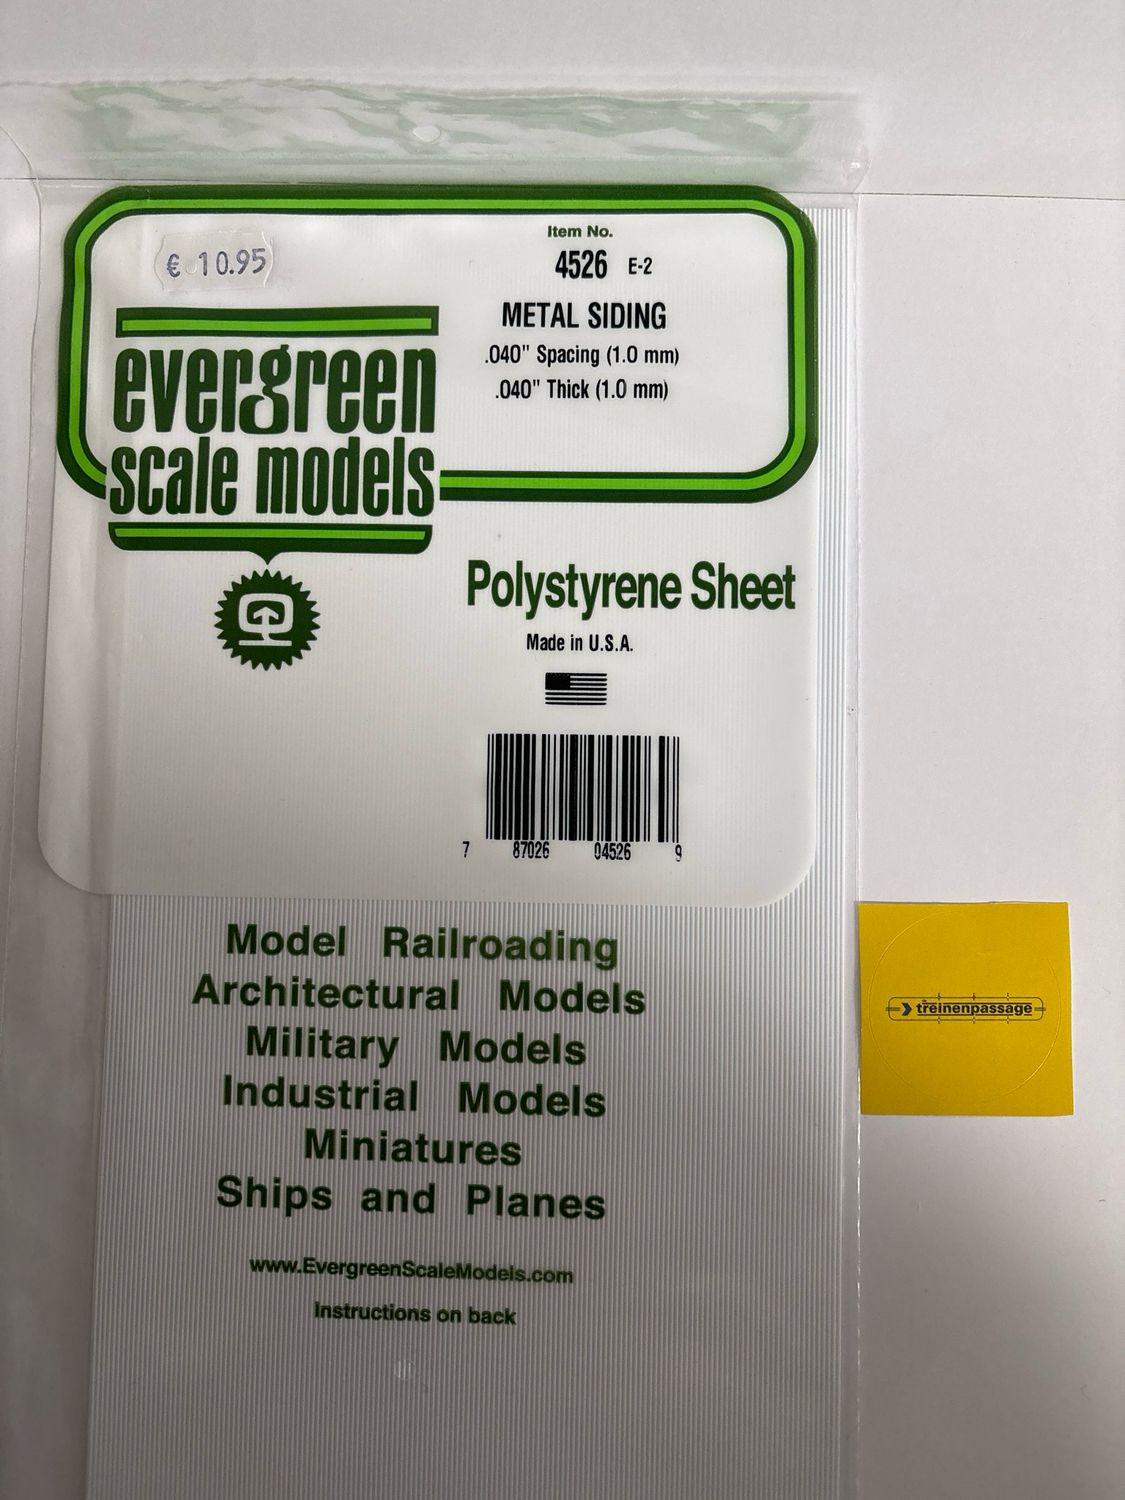 € 10.95
Item No.
4526 E-2
METAL SIDING
.040" Spacing (1.0 mm)
.040" Thick (1.0 mm)
evergreen
scale models
Polystyrene Sheet
Made in U.S.A.
7 87026 04526 9
Model Railroading
Architectural Models
Military Models
Industrial Models
Miniatures
Ships and Planes
www.EvergreenScaleModels.com
Instructions on back
de
treinenpassage